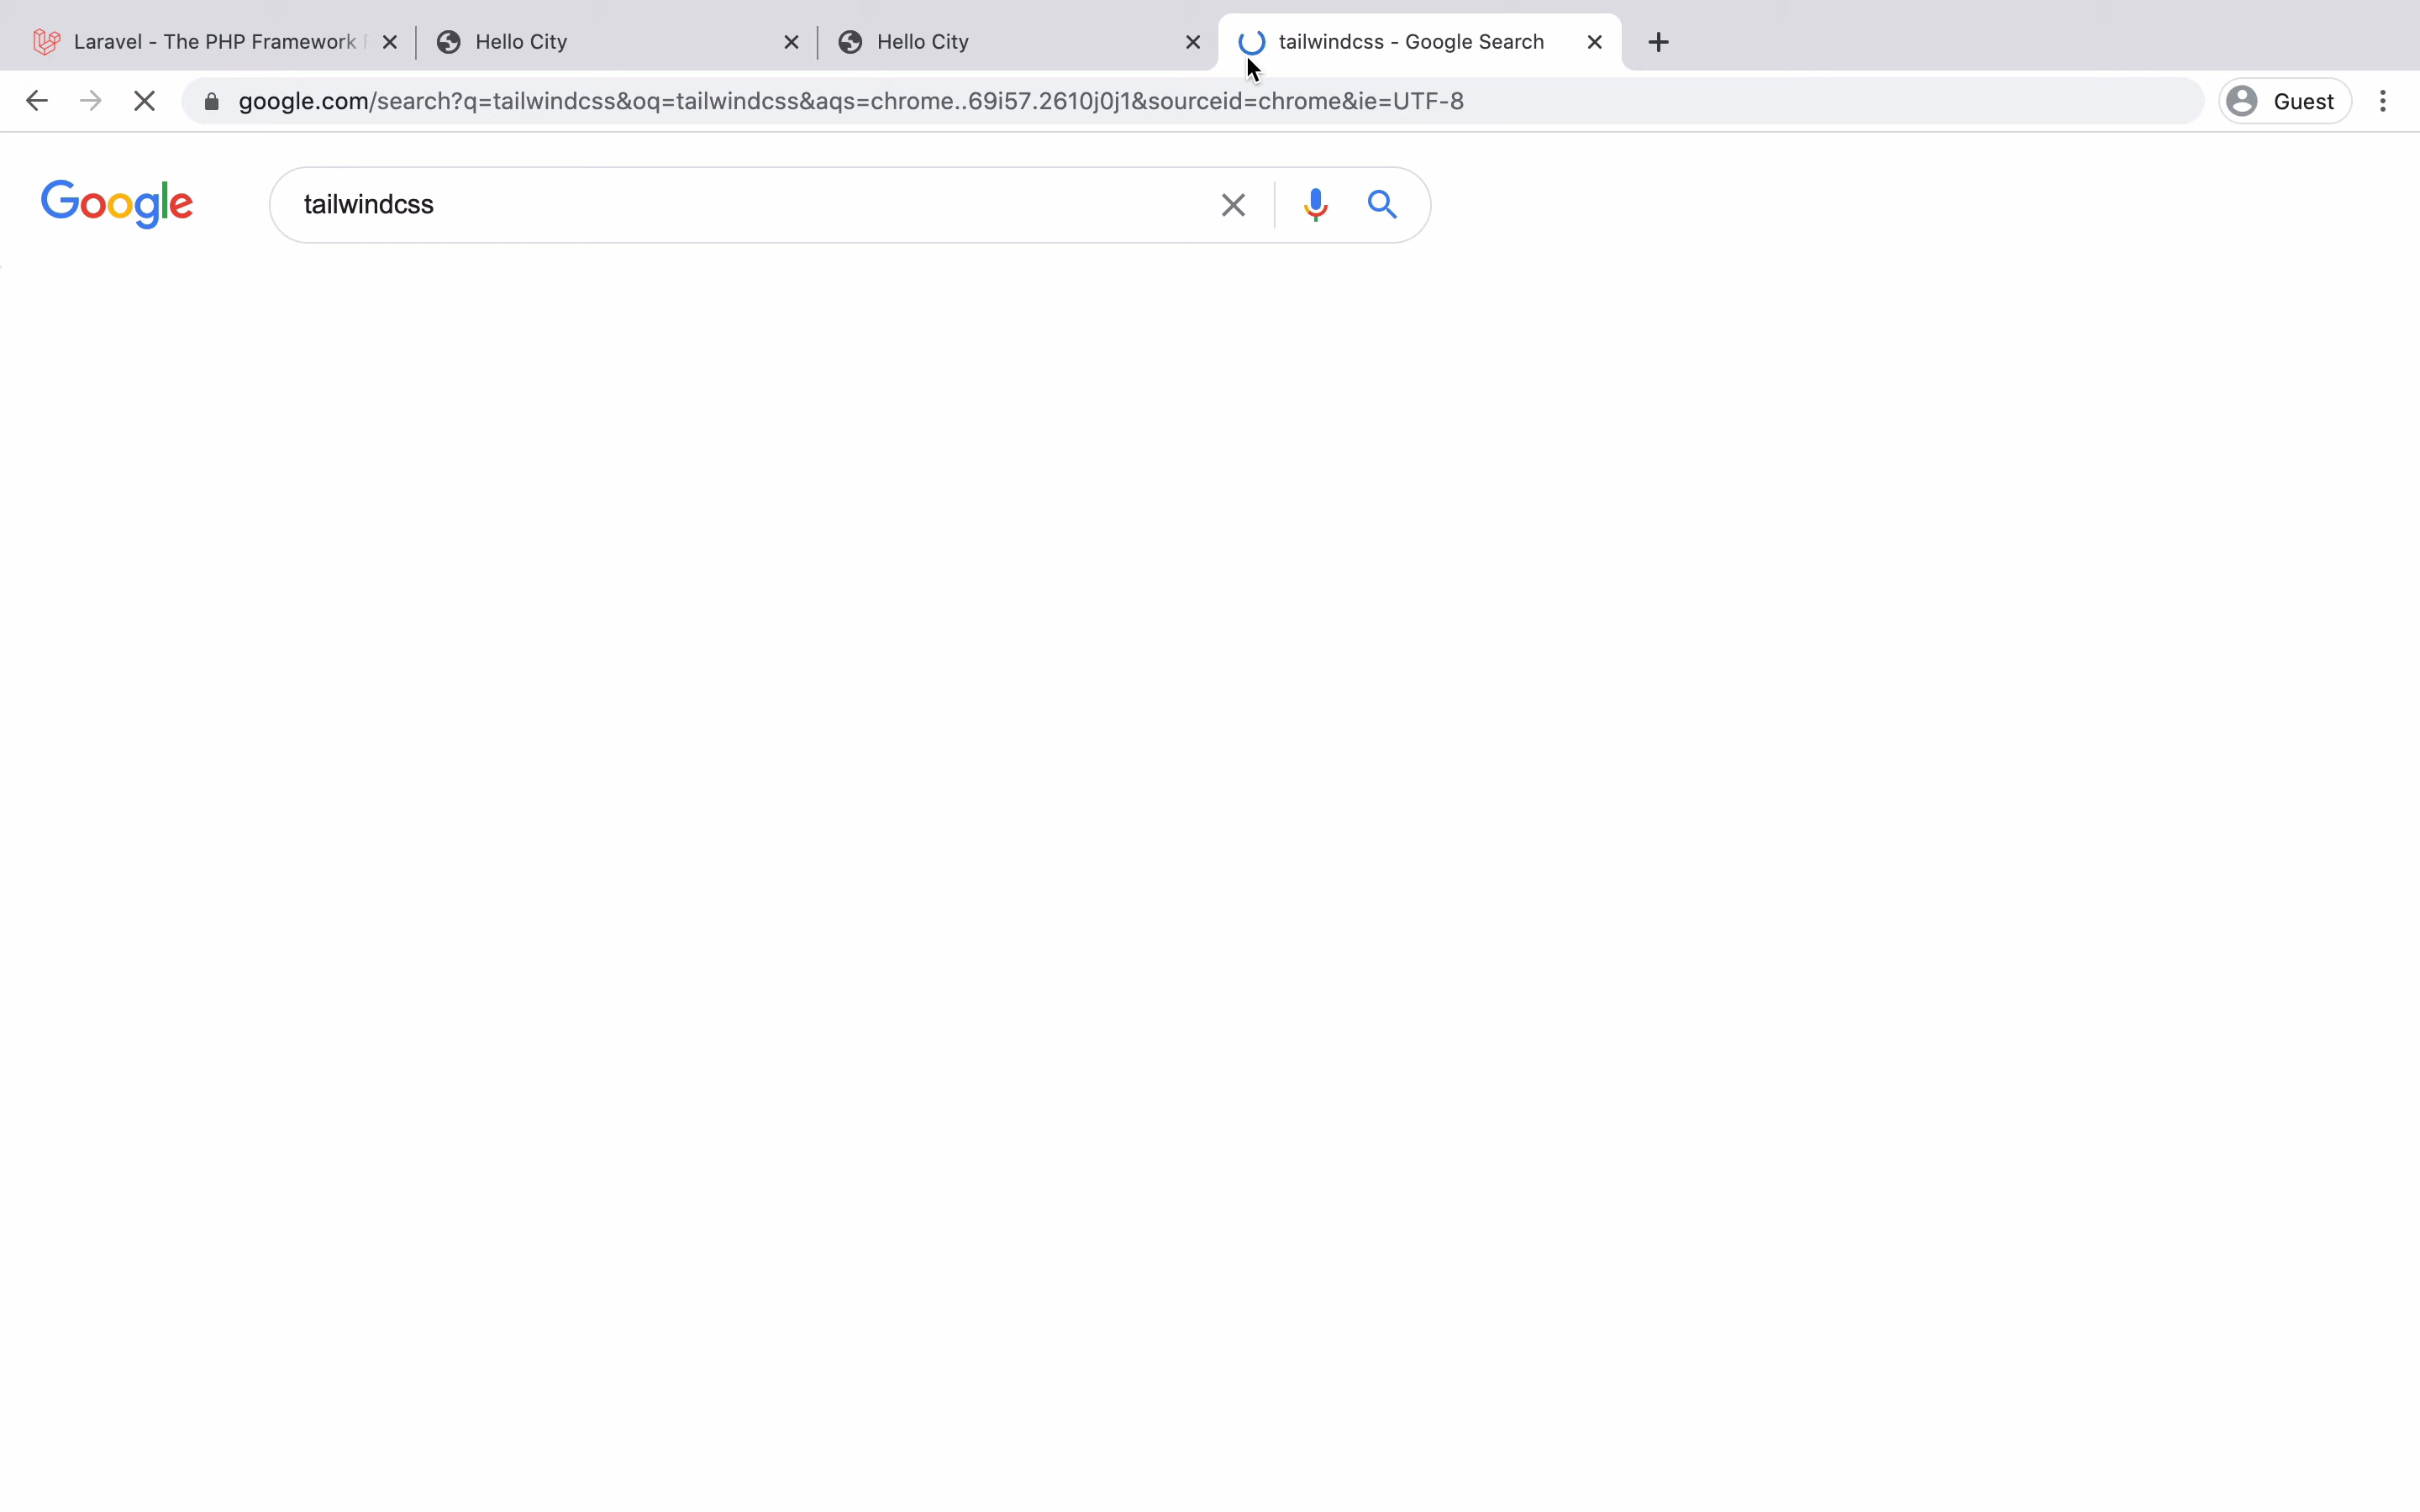 Laravel - The PHP Framework
Hello City
Hello City
tailwindcss - Google Search
google.com/search?q=tailwindcss&oq=tailwindcss&aqs=chrome..69i57.2610j0j1&sourceid=chrome&ie=UTF-8
Guest
Google
tailwindcss